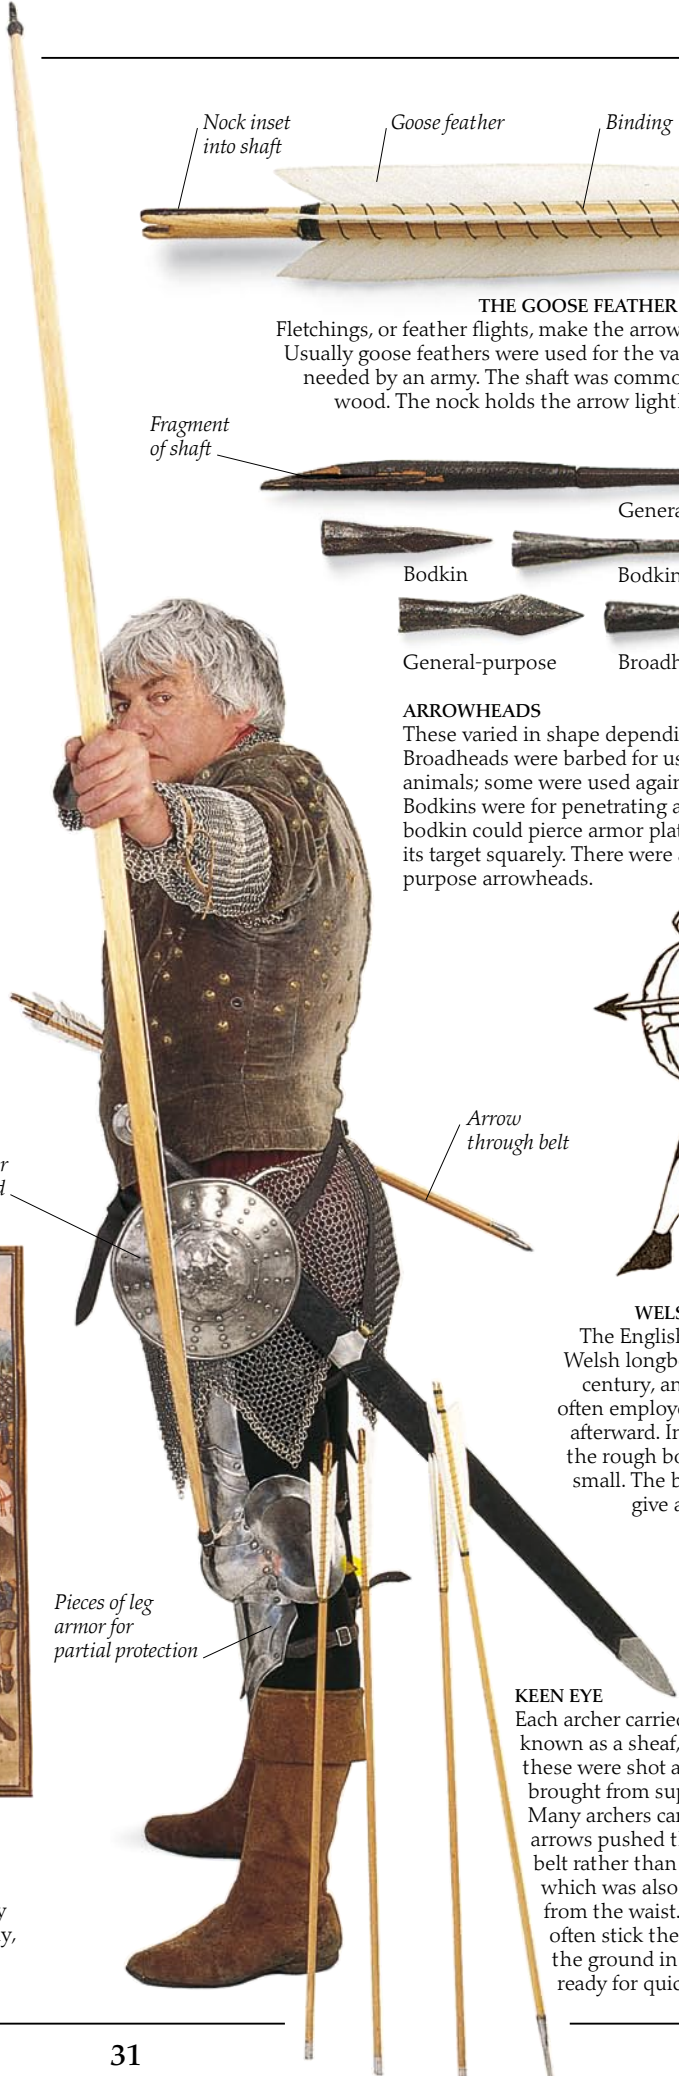 Nock inset
into shaft
Goose feather
Binding
THE GOOSE FEATHER
Fletchings, or feather flights, make the arrow
Usually goose feathers were used for the va
needed by an army. The shaft was commo
wood. The nock holds the arrow lightl
Fragment
of shaft
Genera
Bodkin
Bodkin
General-purpose
Broadh
ARROWHEADS
These varied in shape dependi
Broadheads were barbed for us
animals; some were used again
Bodkins were for penetrating a
bodkin could pierce armor plat
its target squarely. There were a
purpose arrowheads.
Arrow
through belt
r
d
WELS
The English
Welsh longb
century, an
often employe
afterward. In
the rough bo
small. The b
give a
Pieces of leg
armor for
partial protection
KEEN EYE
Each archer carried
known as a sheaf,
these were shot a
brought from sup
Many archers car
arrows pushed th
belt rather than
which was also
from the waist.
often stick the
the ground in
ready for quic
y
y,
31